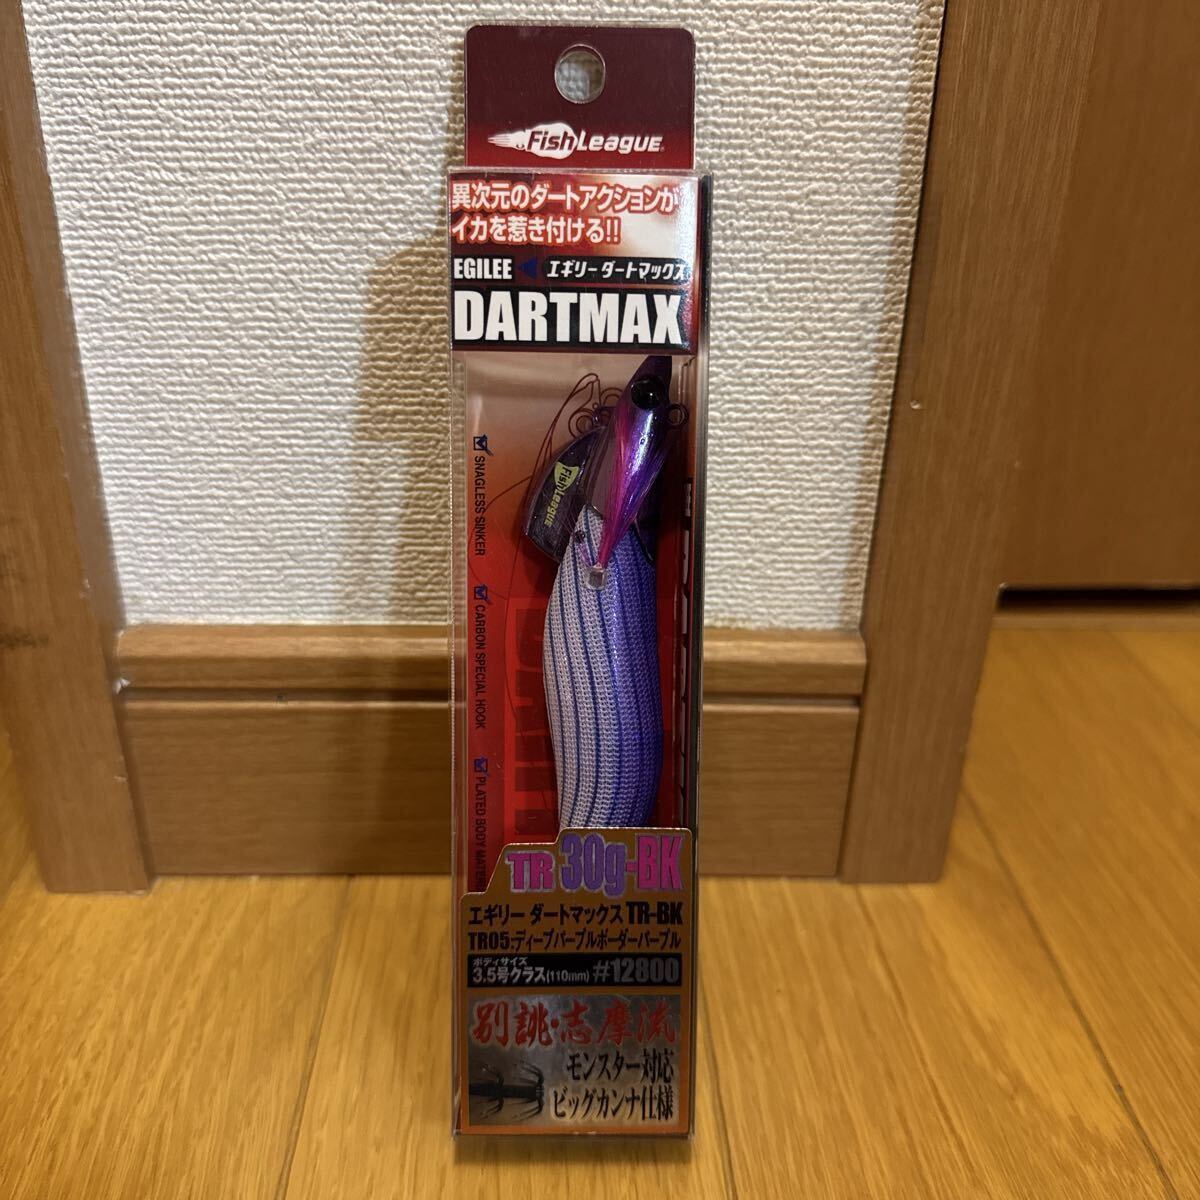 FishLeague
異次元のダートアクションが
イカを惹き付ける!!
EGILEE エギリー ダートマックス
DARTMAX
FishLeague
SNAGLESS SINKER
CARBON SPECIAL HOOK
PLATED BODY MATER
TR 30g-BK
エギリー ダートマックス TR-BK
TR05:ディープパープルボーダーパープル
ボディサイズ
3.5号クラス(110mm) #12800
別誂・志摩流
モンスター対応
ビッグカンナ仕様